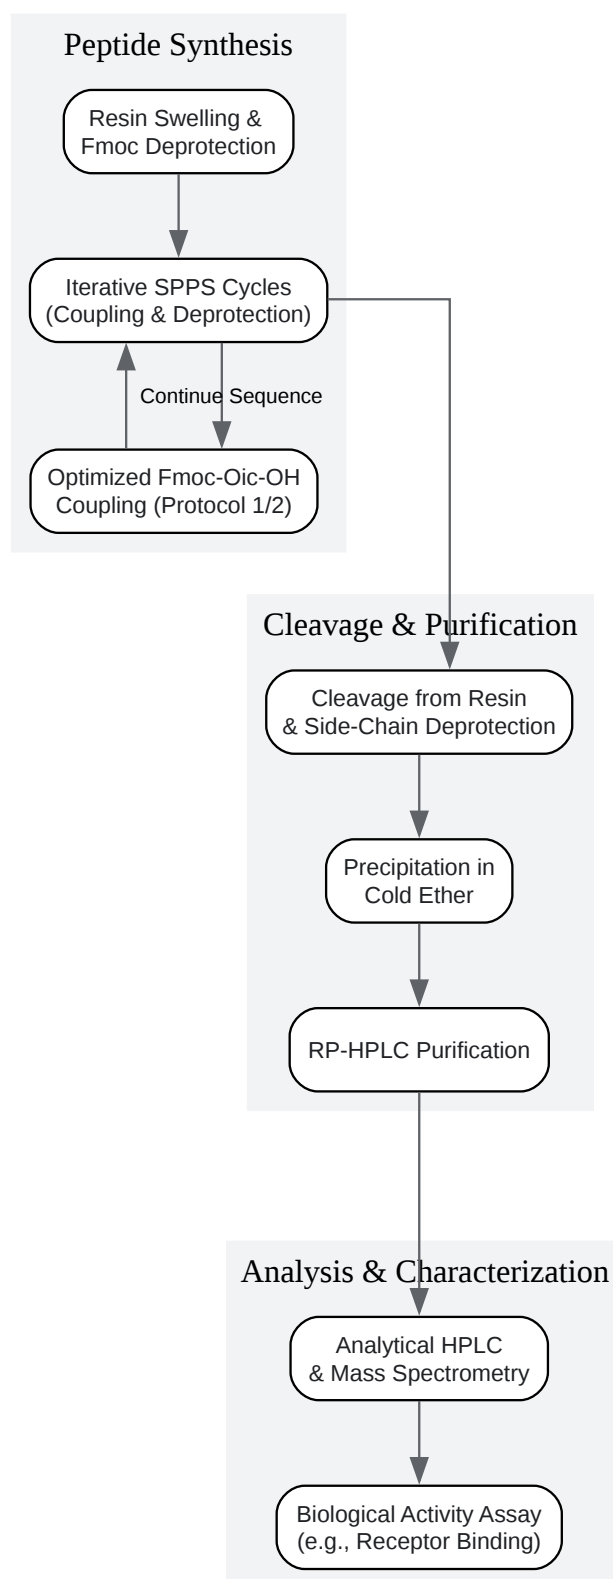 Peptide Synthesis
Resin Swelling &
Fmoc Deprotection
Iterative SPPS Cycles
(Coupling & Deprotection)
Continue Sequence
Optimized Fmoc-Oic-OH
Coupling (Protocol 1/2)
Cleavage & Purification
Cleavage from Resin
& Side-Chain Deprotection
Precipitation in
Cold Ether
RP-HPLC Purification
Analysis & Characterization
Analytical HPLC
& Mass Spectrometry
Biological Activity Assay
(e.g., Receptor Binding)